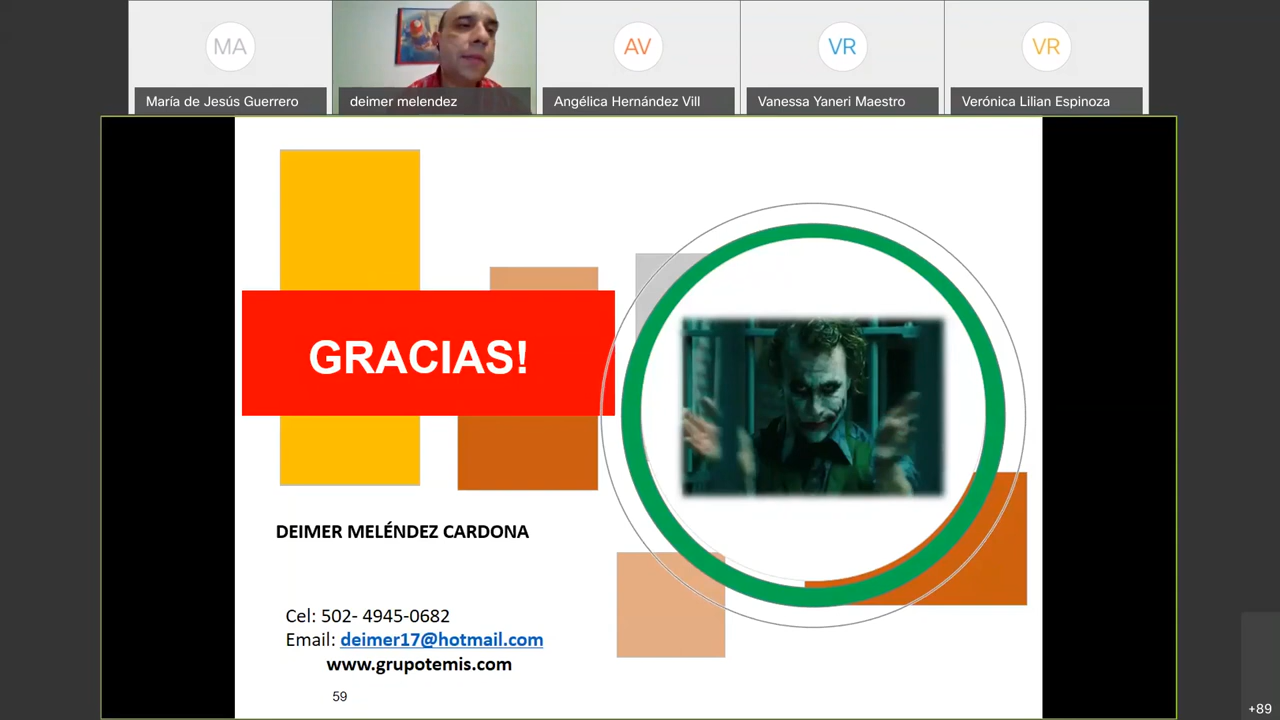 MA
AV
VR
VR
María de Jesús Guerrero
deimer melendez
Angélica Hernández Vill
Vanessa Yaneri Maestro
Verónica Lilian Espinoza
GRACIAS!
DEIMER MELÉNDEZ CARDONA
Cel: 502- 4945-0682
Email: deimer17@hotmail.com
www.grupotemis.com
59
+89